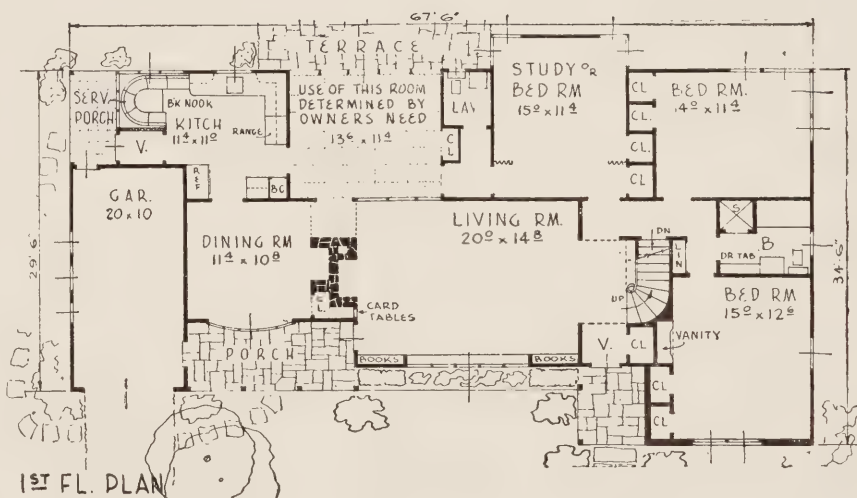 67'-6"
TERRACE
SERV.
PORCH
BK NOOK
KITCH
11⁴ x 11⁰
RANGE
V.
REF
BC
USE OF THIS ROOM
DETERMINED BY
OWNERS NEED
13⁶ x 11⁴
LAV
CL
STUDY OR
BED RM
15⁰ x 11⁴
CL
CL.
CL.
CL
BED RM.
14⁰ x 11⁴
GAR.
20 x 10
29'-6"
DINING RM
11⁴ x 10⁸
CL.
CARD
TABLES
LIVING RM.
20⁰ x 14⁸
DN
UP
LIN
S
B
DR TAB
BED RM
15⁰ x 12⁶
34'-6"
VANITY
PORCH
BOOKS
BOOKS
V.
CL
CL
CL
1ST FL. PLAN